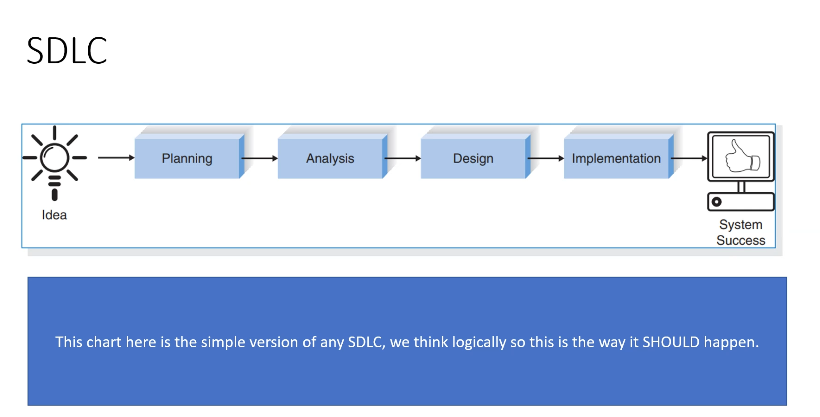 SDLC
Planning
Analysis
Design
Implementation
Idea
System
Success
This chart here is the simple version of any SDLC, we think logically so this is the way it SHOULD happen.